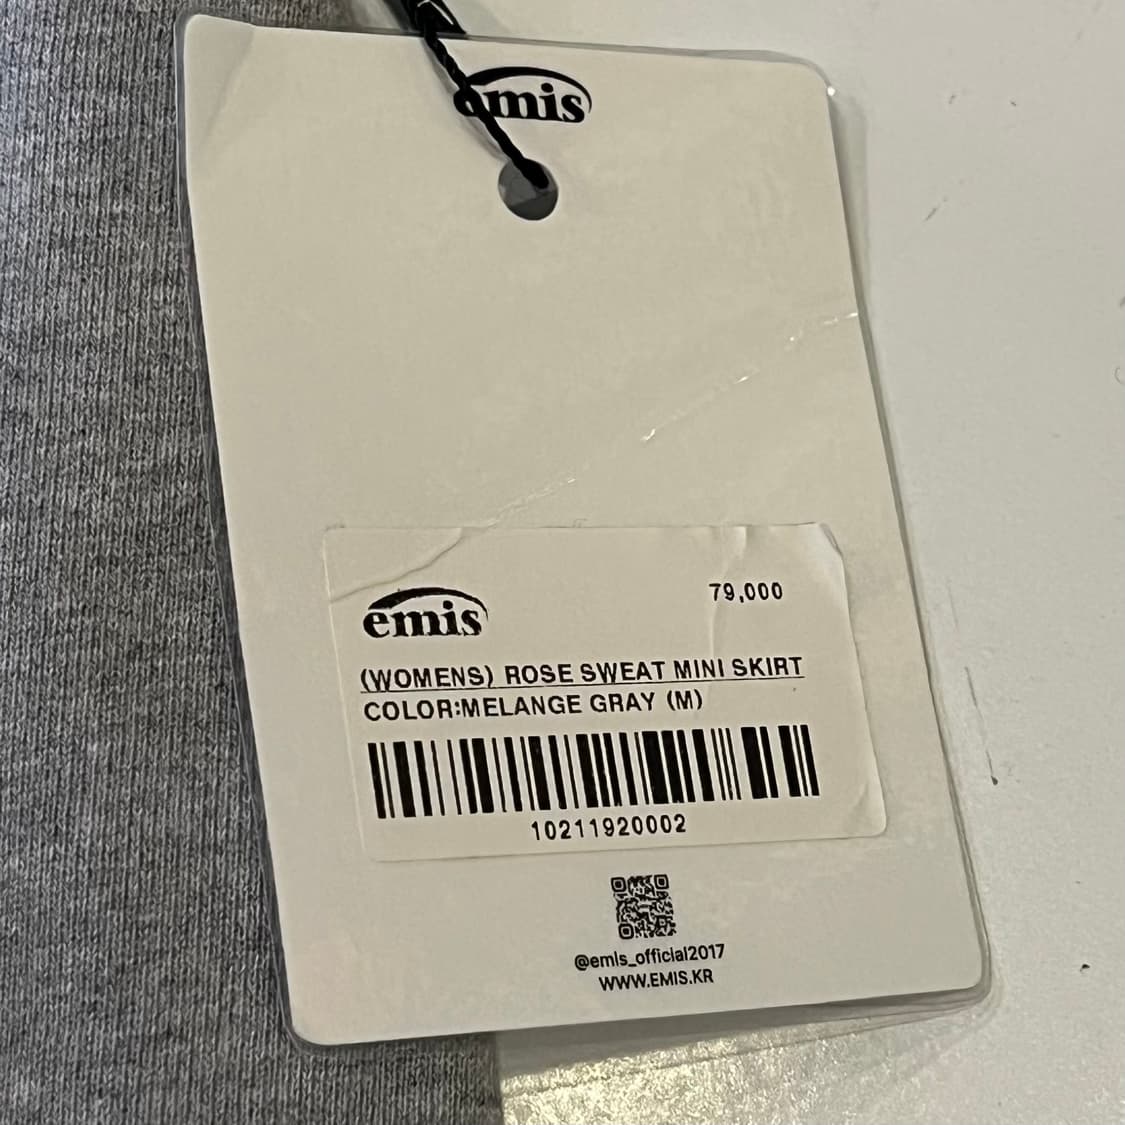 emis
emis
79,000
(WOMENS) ROSE SWEAT MINI SKIRT
COLOR:MELANGE GRAY (M)
10211920002
@emis_official2017
WWW.EMIS.KR